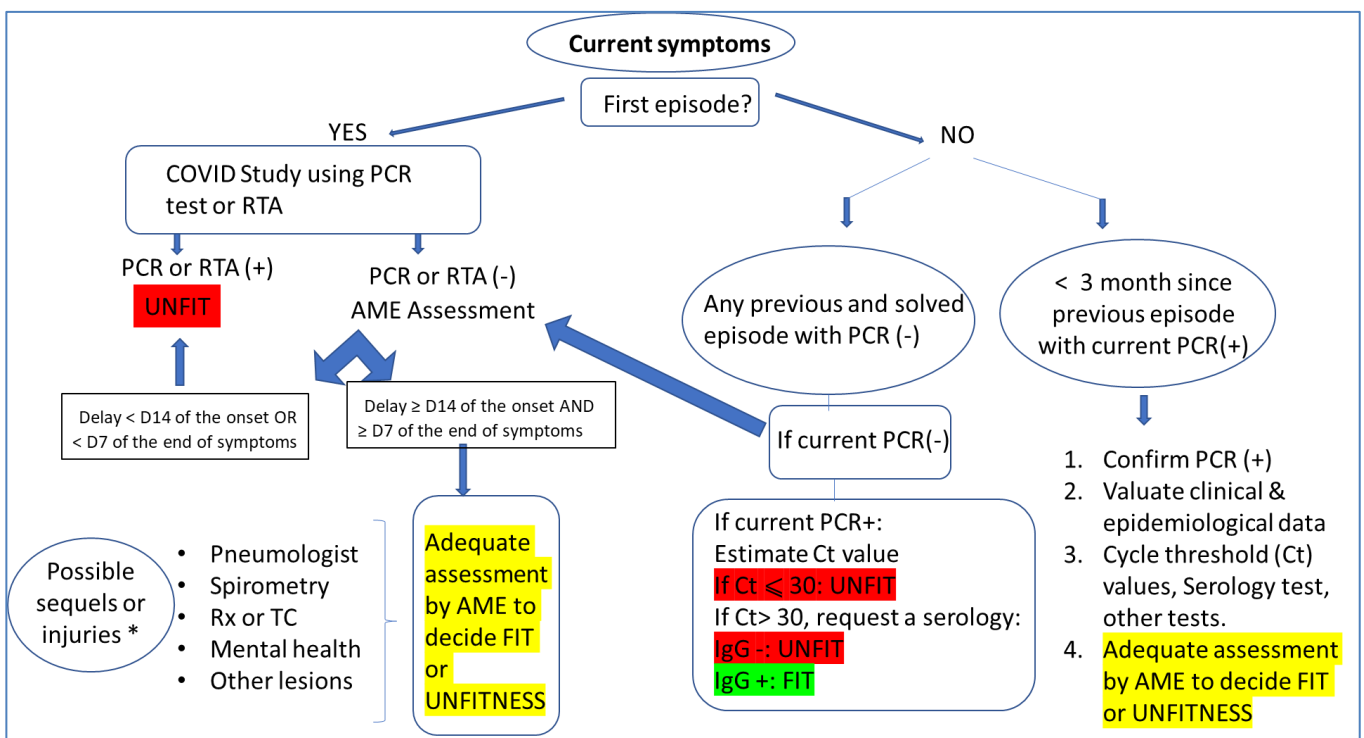 Current symptoms
First episode?
YES
NO
COVID Study using PCR
test or RTA
PCR or RTA (+)
UNFIT
PCR or RTA (-)
AME Assessment
Any previous and solved
episode with PCR (-)
< 3 month since
previous episode
with current PCR(+)
Delay < D14 of the onset OR
< D7 of the end of symptoms
Delay ≥ D14 of the onset AND
≥ D7 of the end of symptoms
If current PCR(-)
Possible
sequels or
injuries *
• Pneumologist
• Spirometry
• Rx or TC
• Mental health
• Other lesions
Adequate
assessment
by AME to
decide FIT
or
UNFITNESS
If current PCR+:
Estimate Ct value
If Ct ⩽ 30: UNFIT
If Ct> 30, request a serology:
IgG -: UNFIT
IgG +: FIT
1. Confirm PCR (+)
2. Valuate clinical &
epidemiological data
3. Cycle threshold (Ct)
values, Serology test,
other tests.
4. Adequate assessment
by AME to decide FIT
or UNFITNESS